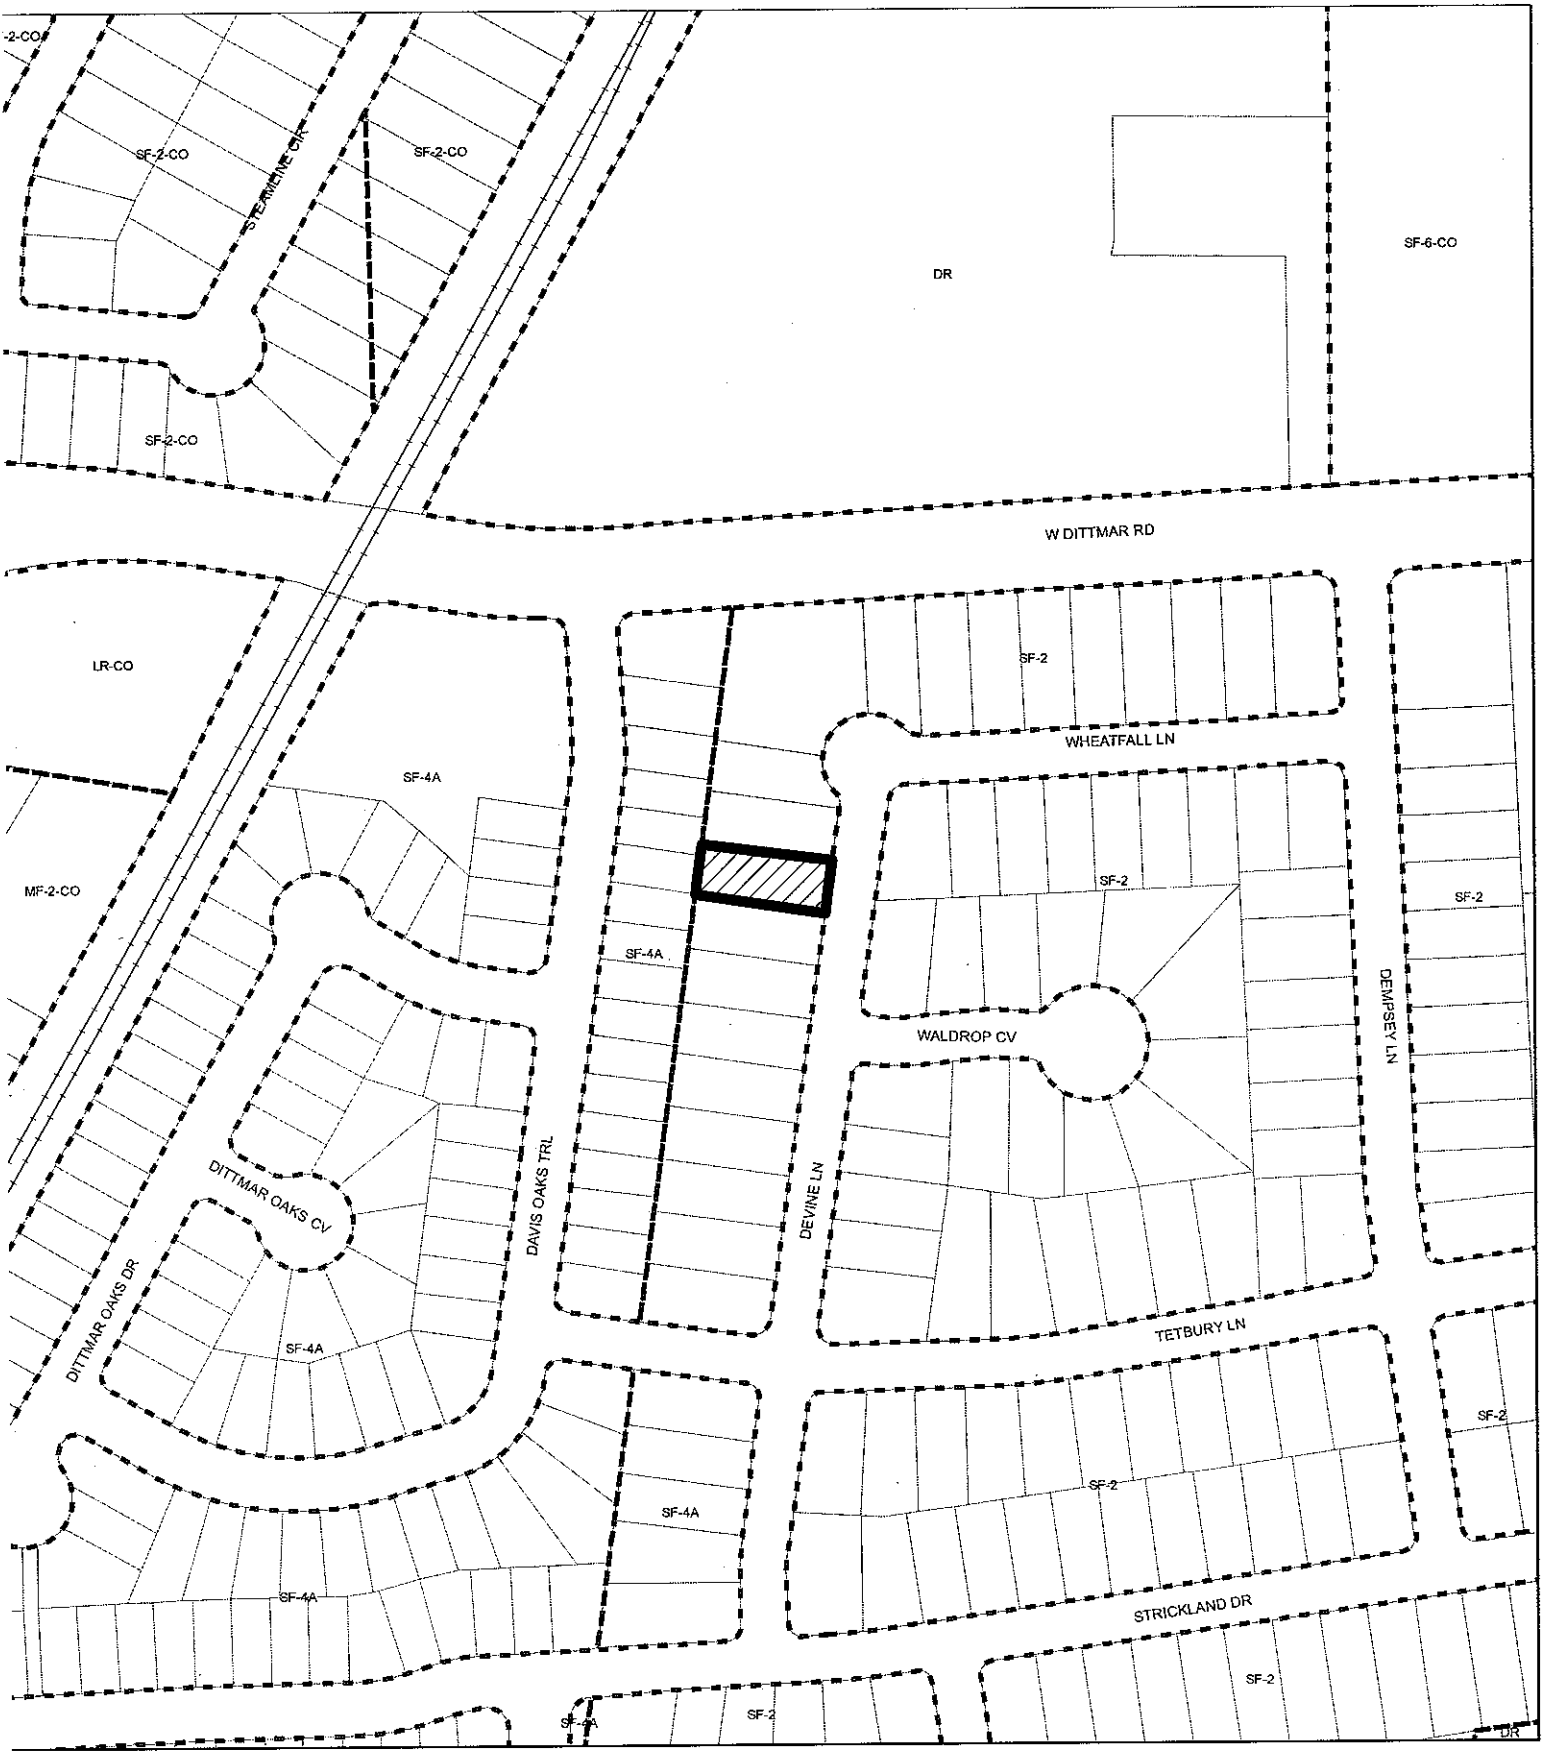 -2-CO
SF-2-CO
STEAMLINE CIR
SF-2-CO
SF-6-CO
DR
SF-2-CO
W DITTMAR RD
LR-CO
SF-2
WHEATFALL LN
SF-4A
SF-2
MF-2-CO
SF-2
SF-4A
DEMPSEY LN
WALDROP CV
DITTMAR OAKS CV
DAVIS OAKS TRL
DEVINE LN
DITTMAR OAKS DR
SF-4A
TETBURY LN
SF-2
SF-2
SF-4A
SF-4A
STRICKLAND DR
SF-2
SF-2
SF-4A
DR